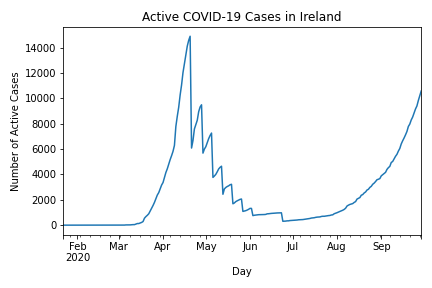 Active COVID-19 Cases in Ireland
14000
12000
10000
8000
6000
4000
2000
0
Number of Active Cases
Feb Mar Apr May Jun Jul Aug Sep
2020
Day